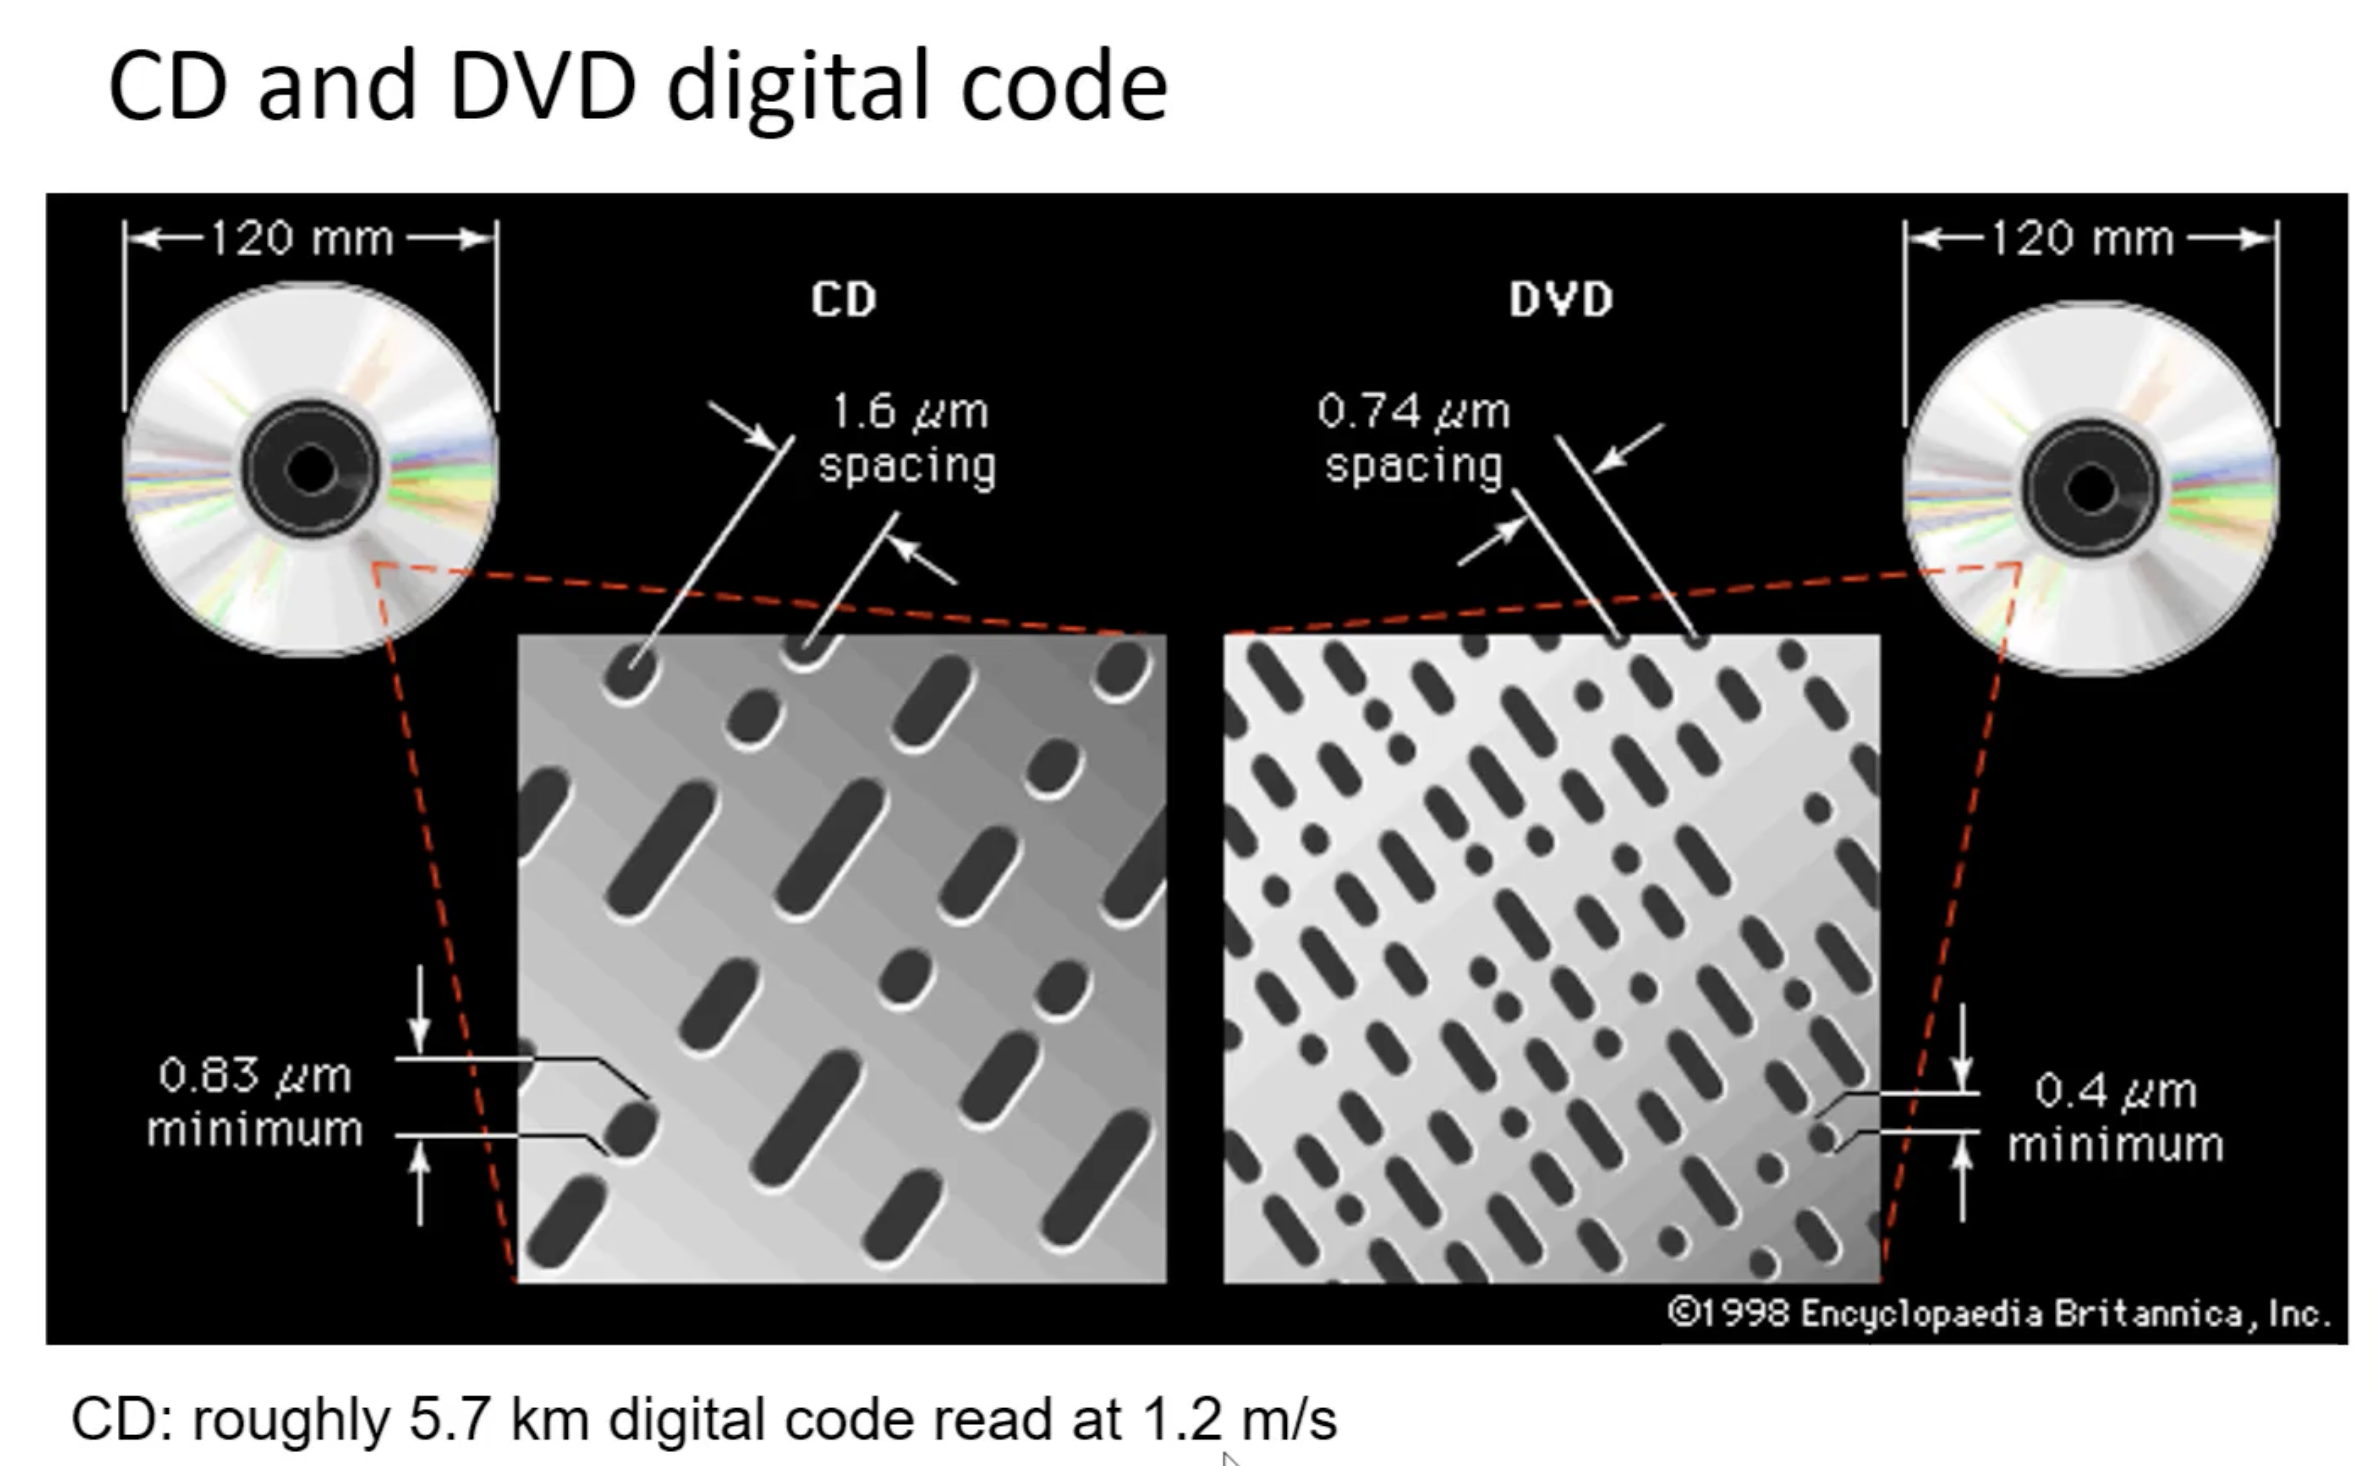 CD and DVD digital code
120 mm
120 mm
CD
DVD
1.6 µm
spacing
0.74 µm
spacing
0.83 µm
minimum
0.4 µm
minimum
©1998 Encyclopaedia Britannica, Inc.
CD: roughly 5.7 km digital code read at 1.2 m/s